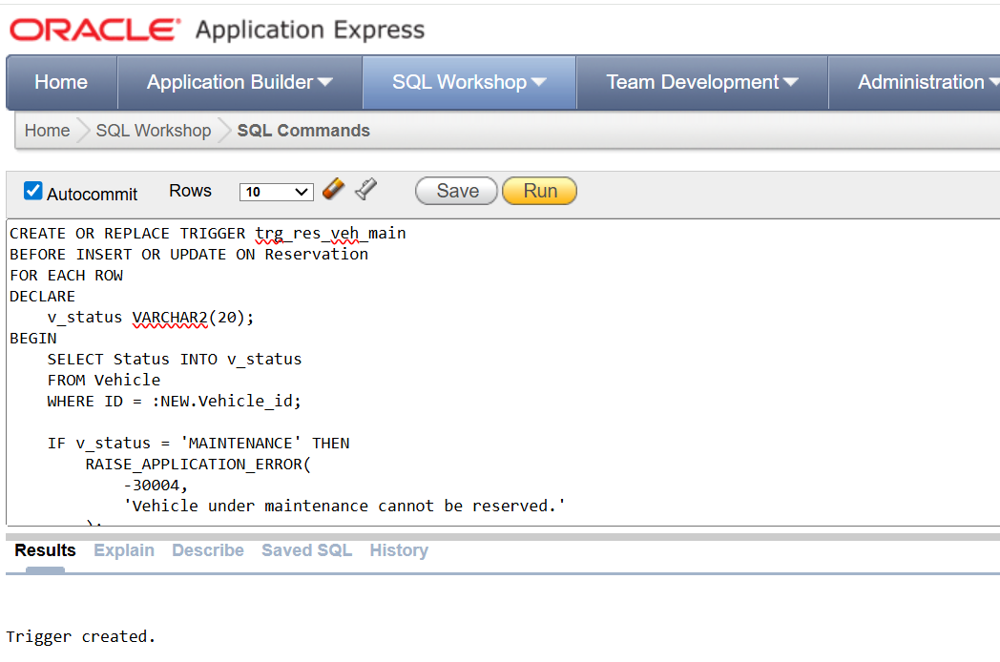 ORACLE® Application Express
Home Application Builder SQL Workshop Team Development Administration
Home SQL Workshop SQL Commands
Autocommit Rows 10 Save Run
CREATE OR REPLACE TRIGGER trg_res_veh_main
BEFORE INSERT OR UPDATE ON Reservation
FOR EACH ROW
DECLARE
    v_status VARCHAR2(20);
BEGIN
    SELECT Status INTO v_status
    FROM Vehicle
    WHERE ID = :NEW.Vehicle_id;
    IF v_status = 'MAINTENANCE' THEN
        RAISE_APPLICATION_ERROR(
            -30004,
            'Vehicle under maintenance cannot be reserved.'
        );
Results Explain Describe Saved SQL History
Trigger created.